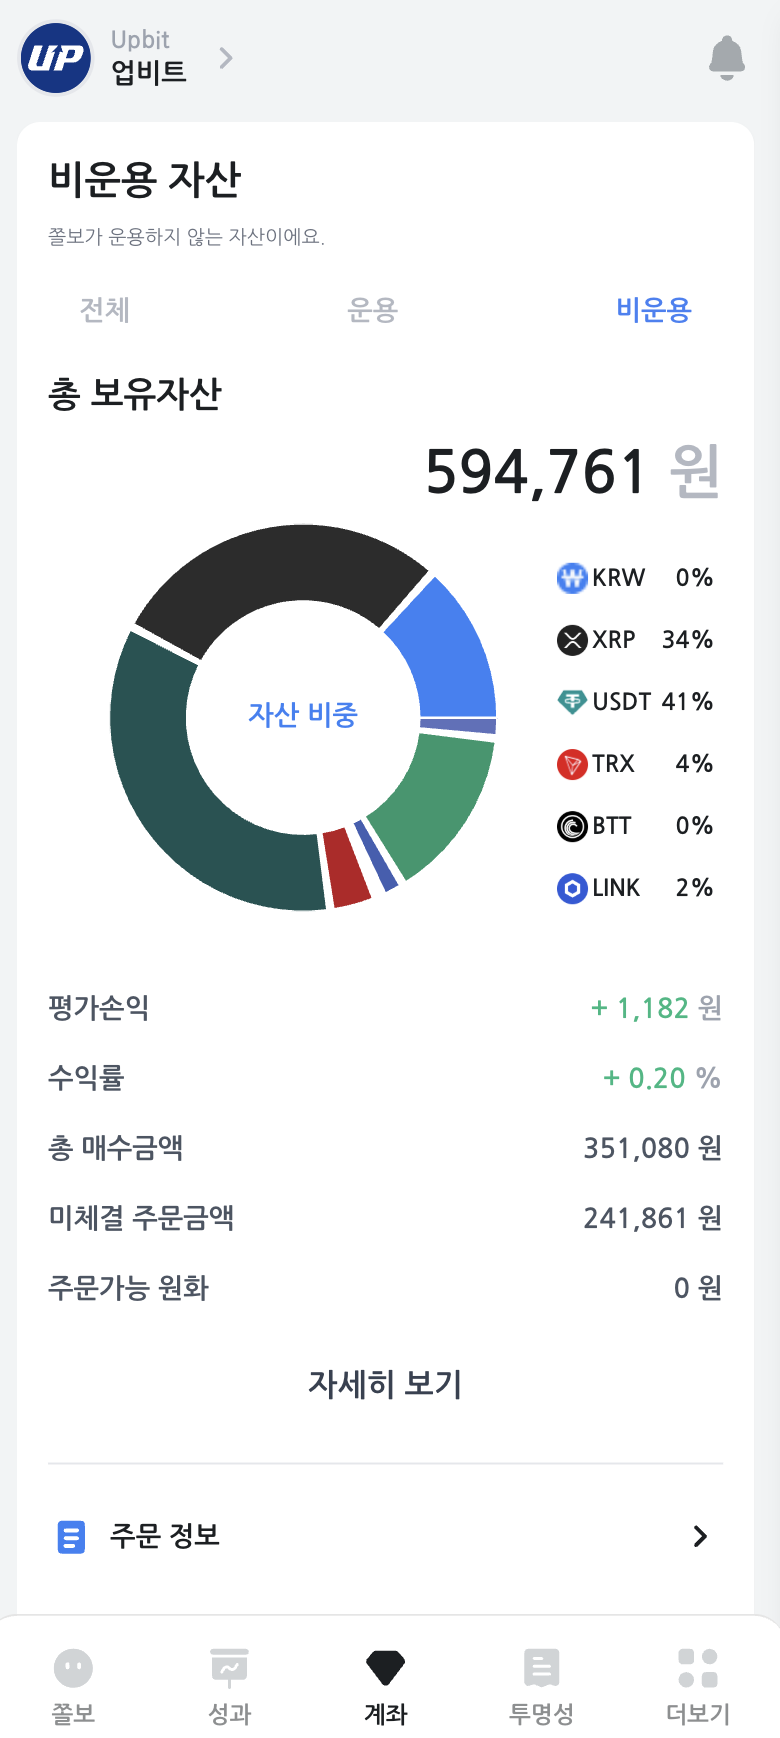 UP
Upbit
업비트
비운용 자산
쫄보가 운용하지 않는 자산이에요.
전체 운용 비운용
총 보유자산
594,761 원
자산 비중
KRW 0%
XRP 34%
USDT 41%
TRX 4%
BTT 0%
LINK 2%
평가손익 + 1,182 원
수익률 + 0.20 %
총 매수금액 351,080 원
미체결 주문금액 241,861 원
주문가능 원화 0 원
자세히 보기
주문 정보
쫄보 성과 계좌 투명성 더보기